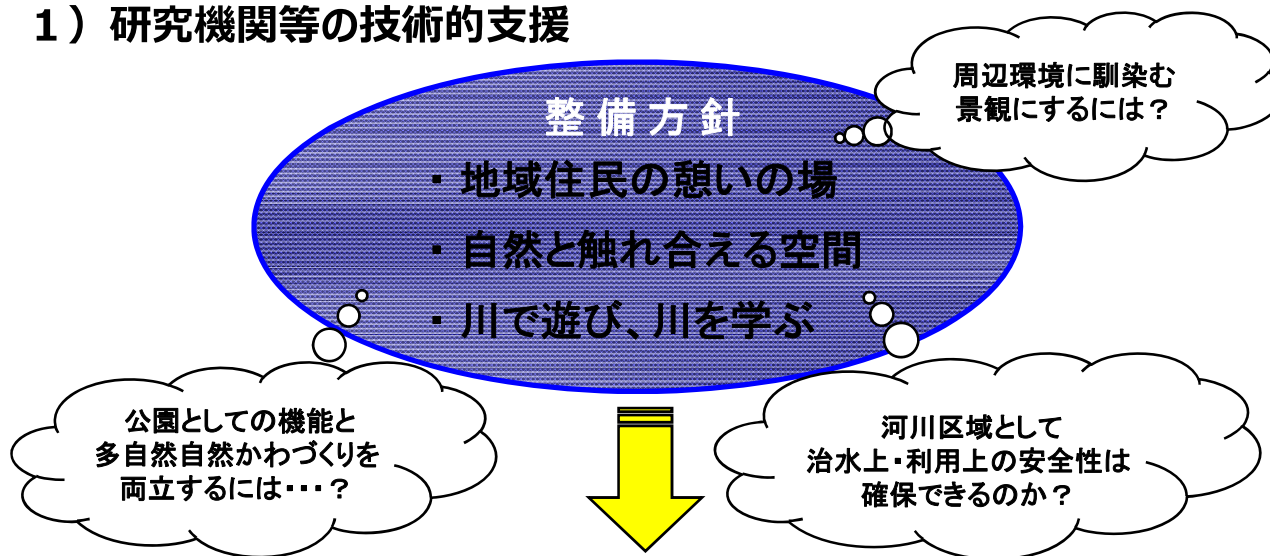 １）研究機関等の技術的支援
周辺環境に馴染む
景観にするには？
整備方針
・地域住民の憩いの場
・自然と触れ合える空間
・川で遊び、川を学ぶ
公園としての機能と
多自然自然かわづくりを
両立するには・・・？
河川区域として
治水上・利用上の安全性は
確保できるのか？